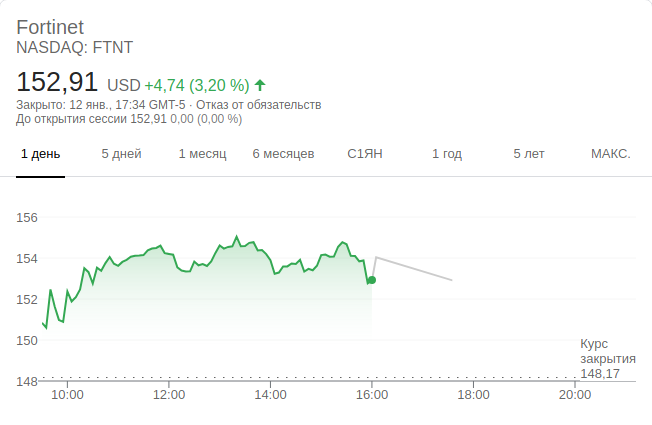 Fortinet
NASDAQ: FTNT
152,91 USD +4,74 (3,20 %)
Закрыто: 12 янв., 17:34 GMT-5 · Отказ от обязательств
До открытия сессии 152,91 0,00 (0,00 %)
1 день 5 дней 1 месяц 6 месяцев С1ЯН 1 год 5 лет МАКС.
156
154
152
150
Курс
закрытия
148,17
148
10:00 12:00 14:00 16:00 18:00 20:00